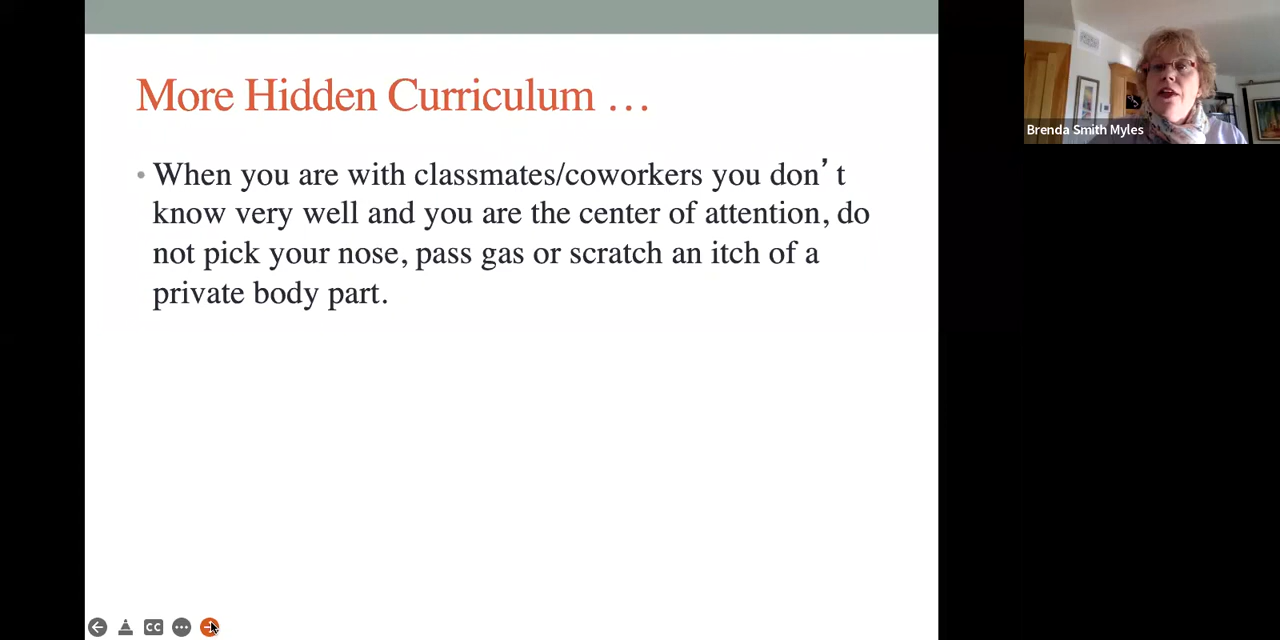 More Hidden Curriculum …
• When you are with classmates/coworkers you don’t
know very well and you are the center of attention, do
not pick your nose, pass gas or scratch an itch of a
private body part.
Brenda Smith Myles
CC